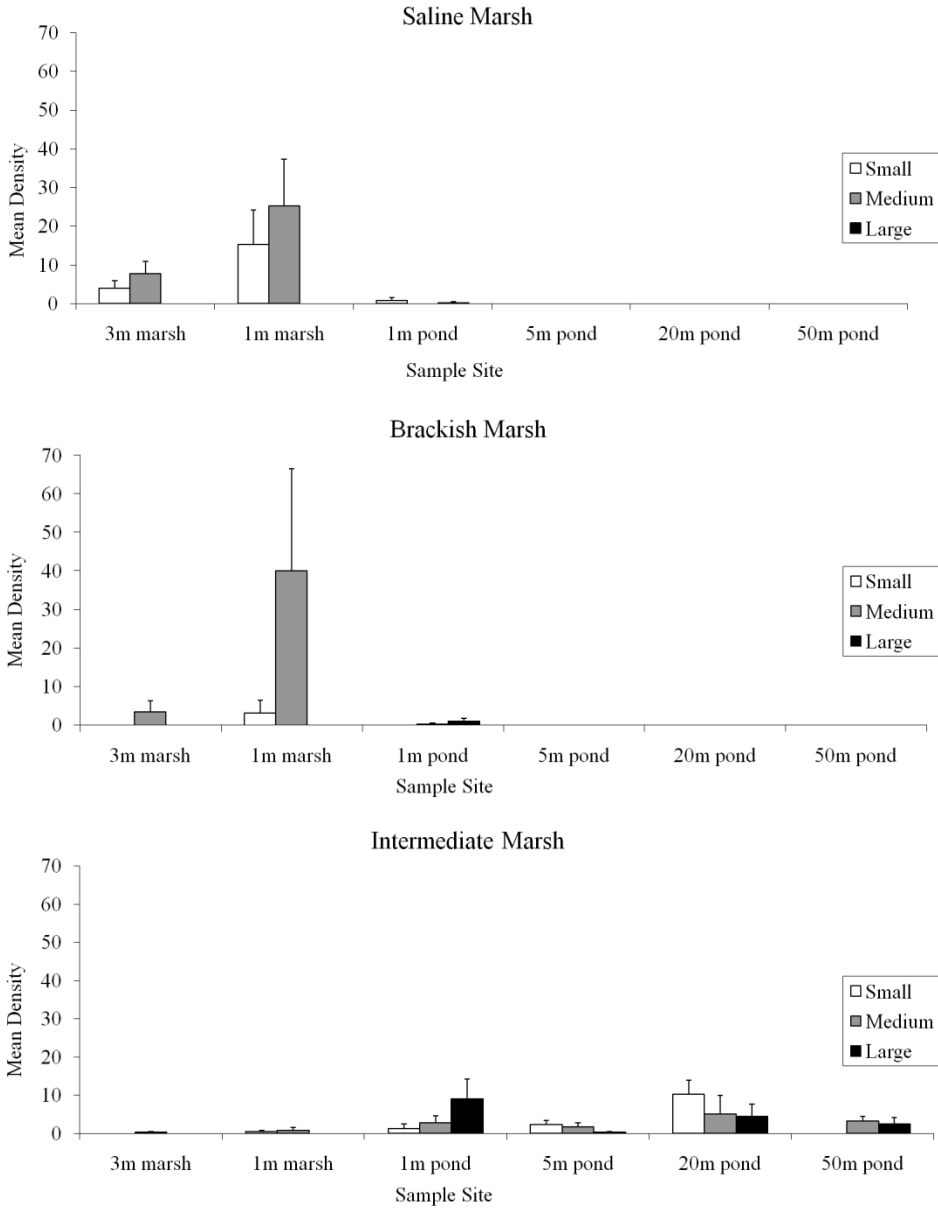 Saline Marsh
70
60
50
40
30
20
10
0
Mean Density
3m marsh 1m marsh 1m pond 5m pond 20m pond 50m pond
Sample Site
Small
Medium
Large
Brackish Marsh
70
60
50
40
30
20
10
0
Mean Density
3m marsh 1m marsh 1m pond 5m pond 20m pond 50m pond
Sample Site
Small
Medium
Large
Intermediate Marsh
70
60
50
40
30
20
10
0
Mean Density
3m marsh 1m marsh 1m pond 5m pond 20m pond 50m pond
Sample Site
Small
Medium
Large